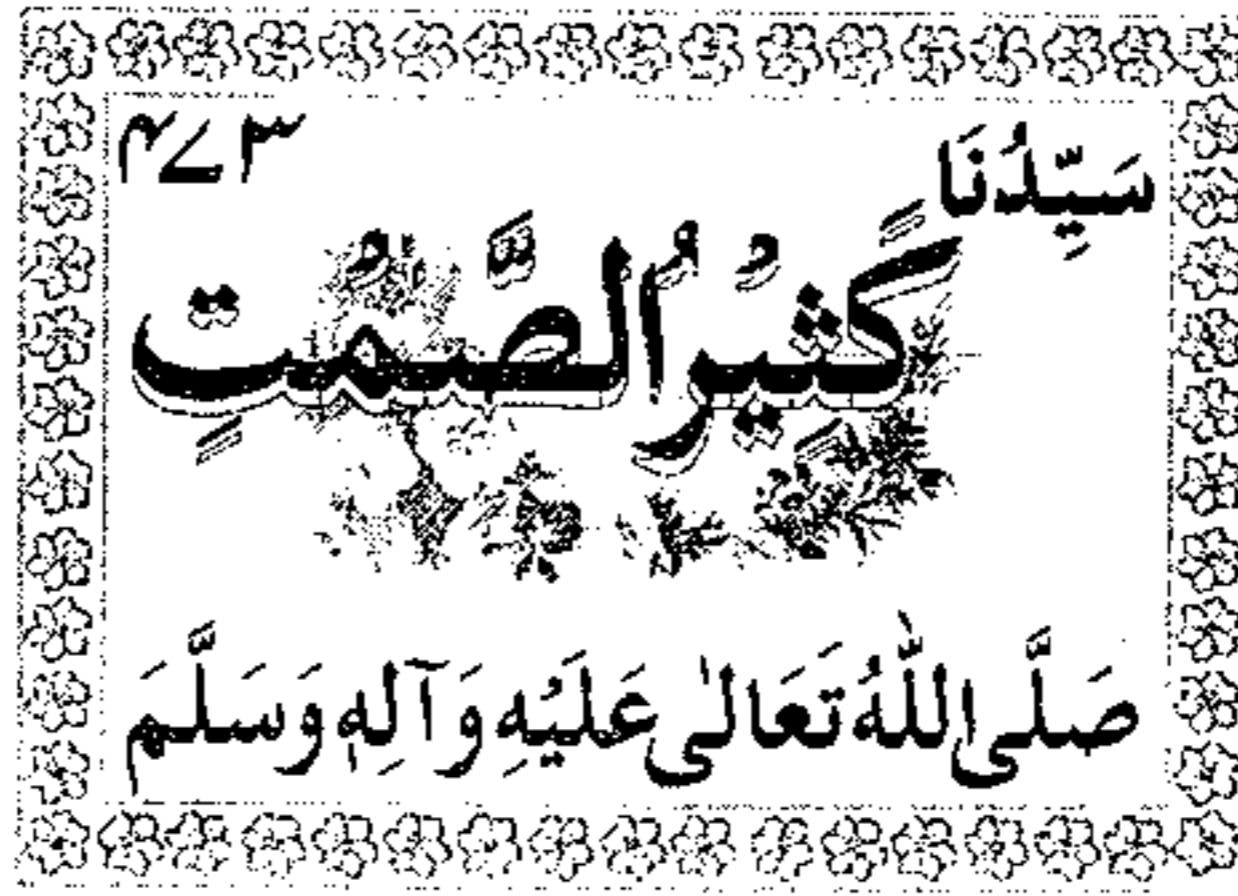 سَیِّدُنَا ۴۷۳
کَثِیْرُ الصَّمْتِ
صَلَّی اللّٰهُ تَعَالٰی عَلَیْهِ وَآلِهٖ وَسَلَّمَ